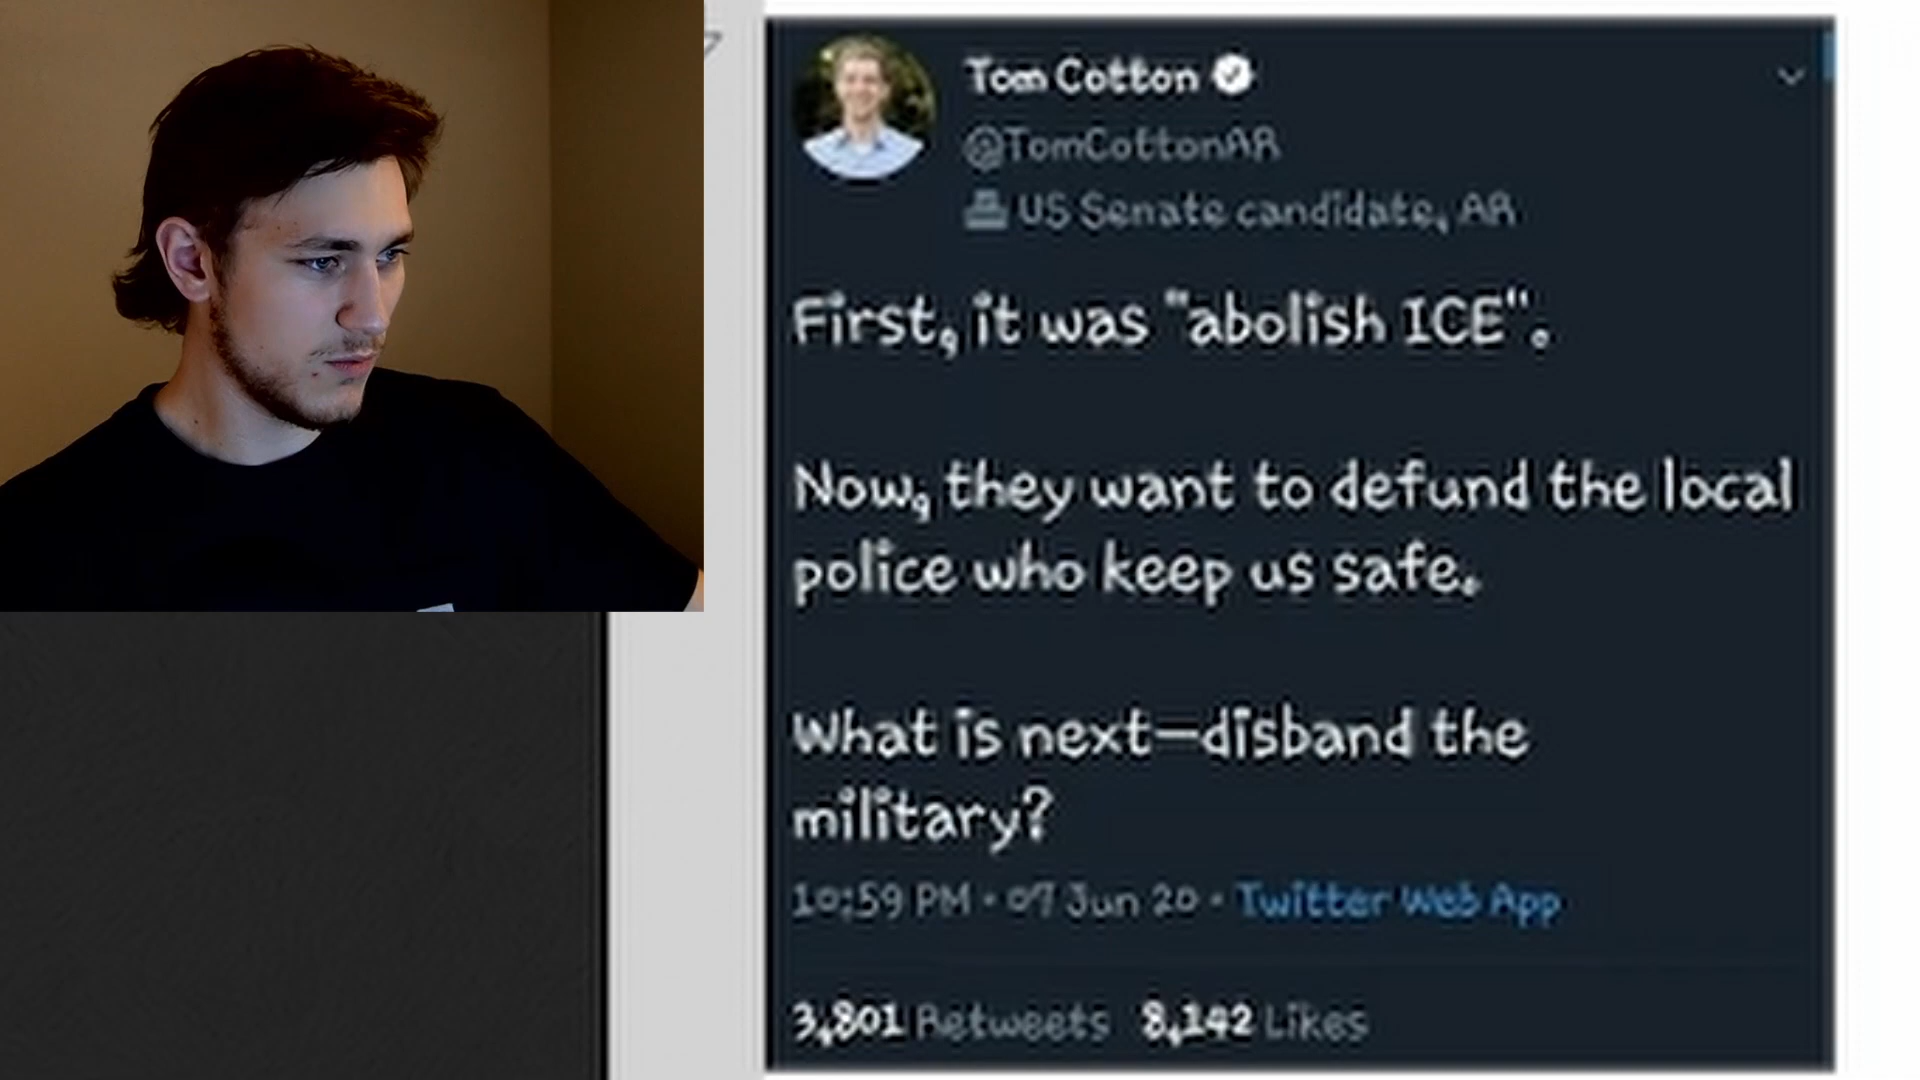 Tom Cotton
@TomCottonAR
US Senate candidate, AR
First, it was "abolish ICE".
Now, they want to defund the local
police who keep us safe.
What is next—disband the
military?
10:59 PM • 07 Jun 20 • Twitter Web App
3,801 Retweets 8,142 Likes